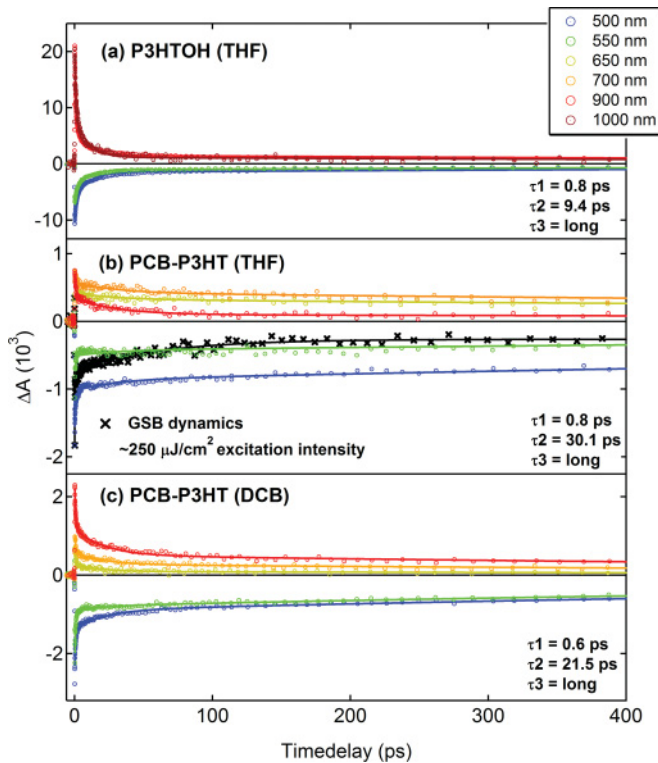 500 nm
550 nm
650 nm
700 nm
900 nm
1000 nm
(a) P3HTOH (THF)
20
10
0
-10
τ1 = 0.8 ps
τ2 = 9.4 ps
τ3 = long
(b) PCB-P3HT (THF)
1
0
-1
-2
GSB dynamics
~250 μJ/cm² excitation intensity
τ1 = 0.8 ps
τ2 = 30.1 ps
τ3 = long
ΔA (10³)
(c) PCB-P3HT (DCB)
2
0
-2
τ1 = 0.6 ps
τ2 = 21.5 ps
τ3 = long
0 100 200 300 400
Timedelay (ps)